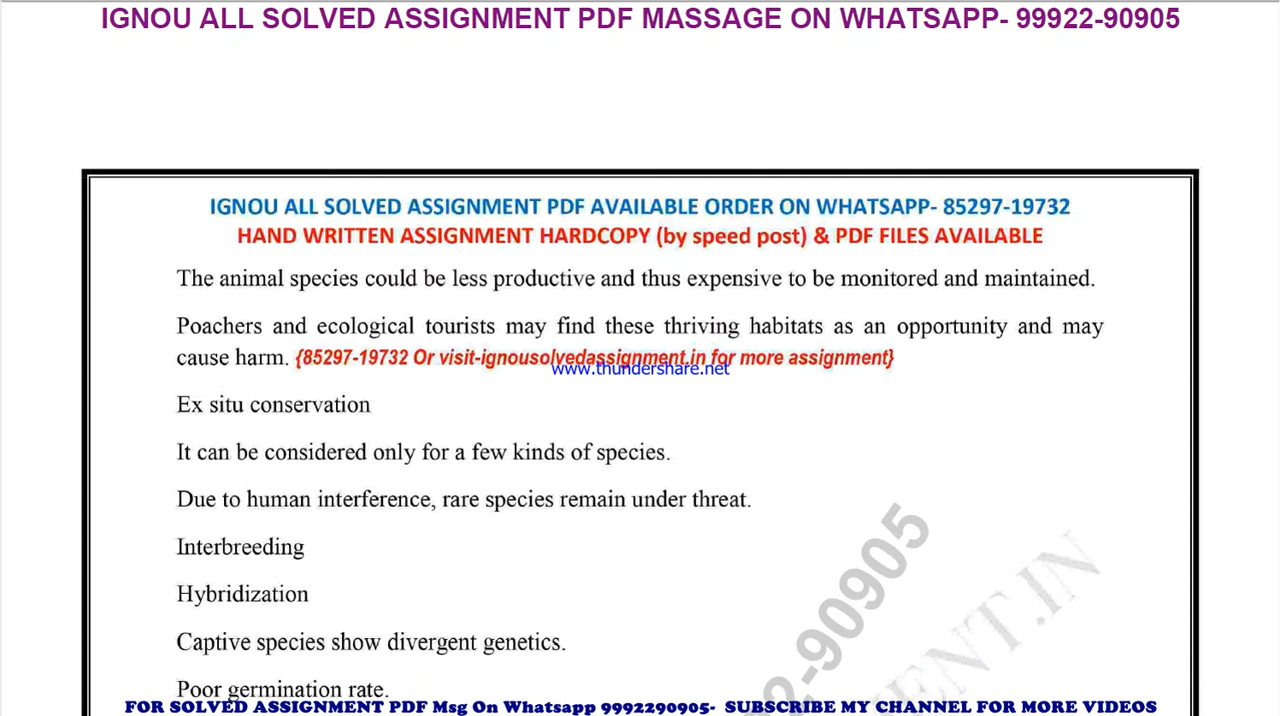 IGNOU ALL SOLVED ASSIGNMENT PDF MASSAGE ON WHATSAPP- 99922-90905
IGNOU ALL SOLVED ASSIGNMENT PDF AVAILABLE ORDER ON WHATSAPP- 85297-19732
HAND WRITTEN ASSIGNMENT HARDCOPY (by speed post) & PDF FILES AVAILABLE
The animal species could be less productive and thus expensive to be monitored and maintained.
Poachers and ecological tourists may find these thriving habitats as an opportunity and may
cause harm. {85297-19732 Or visit-ignousolvedassignment.in for more assignment}
www.thundershare.net
Ex situ conservation
It can be considered only for a few kinds of species.
Due to human interference, rare species remain under threat.
Interbreeding
Hybridization
Captive species show divergent genetics.
Poor germination rate.
2-90905
ENT.IN
FOR SOLVED ASSIGNMENT PDF Msg On Whatsapp 9992290905- SUBSCRIBE MY CHANNEL FOR MORE VIDEOS